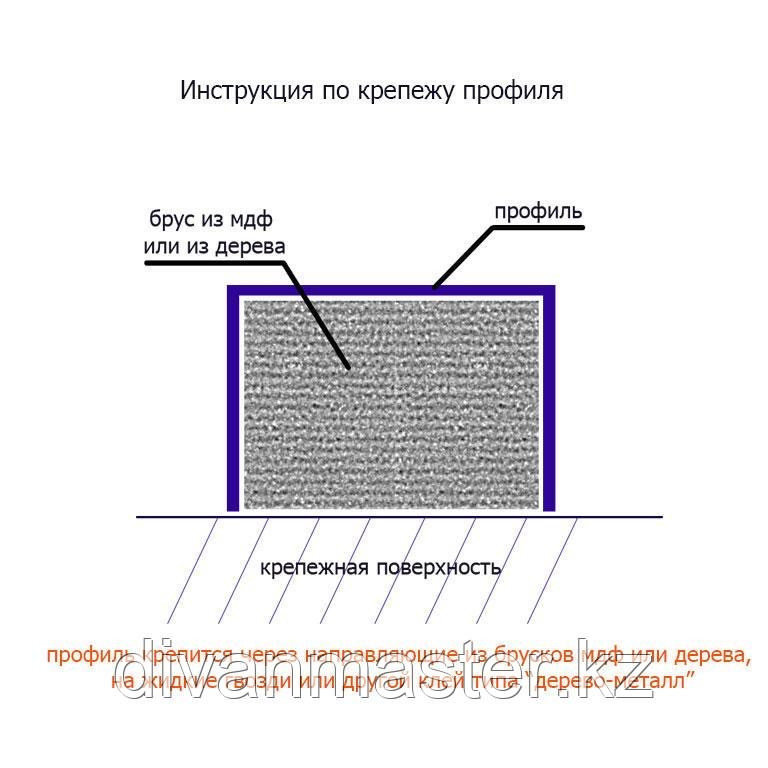 Инструкция по крепежу профиля
профиль
брус из мдф
или из дерева
крепежная поверхность
профиль крепится через направляющие из брусков мдф или дерева,
на жидкие гвозди или другой клей типа “дерево-металл”
divanmaster.kz